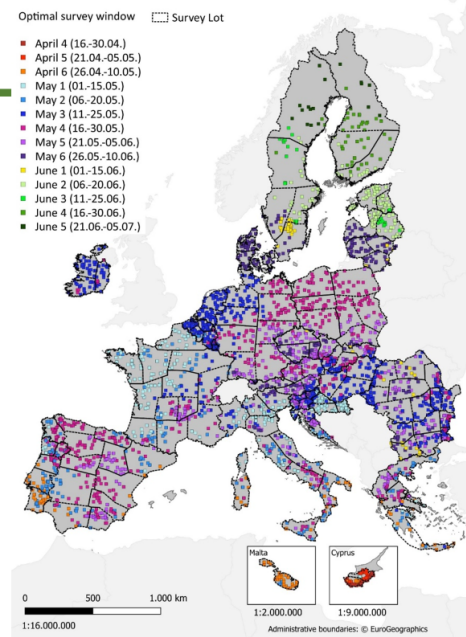 Optimal survey window
Survey Lot
April 4 (16.-30.04.)
April 5 (21.04.-05.05.)
April 6 (26.04.-10.05.)
May 1 (01.-15.05.)
May 2 (06.-20.05.)
May 3 (11.-25.05.)
May 4 (16.-30.05.)
May 5 (21.05.-05.06.)
May 6 (26.05.-10.06.)
June 1 (01.-15.06.)
June 2 (06.-20.06.)
June 3 (11.-25.06.)
June 4 (16.-30.06.)
June 5 (21.06.-05.07.)
Malta
Cyprus
0 500 1.000 km
1:2.000.000
1:9.000.000
1:16.000.000
Administrative boundaries: © EuroGeographics